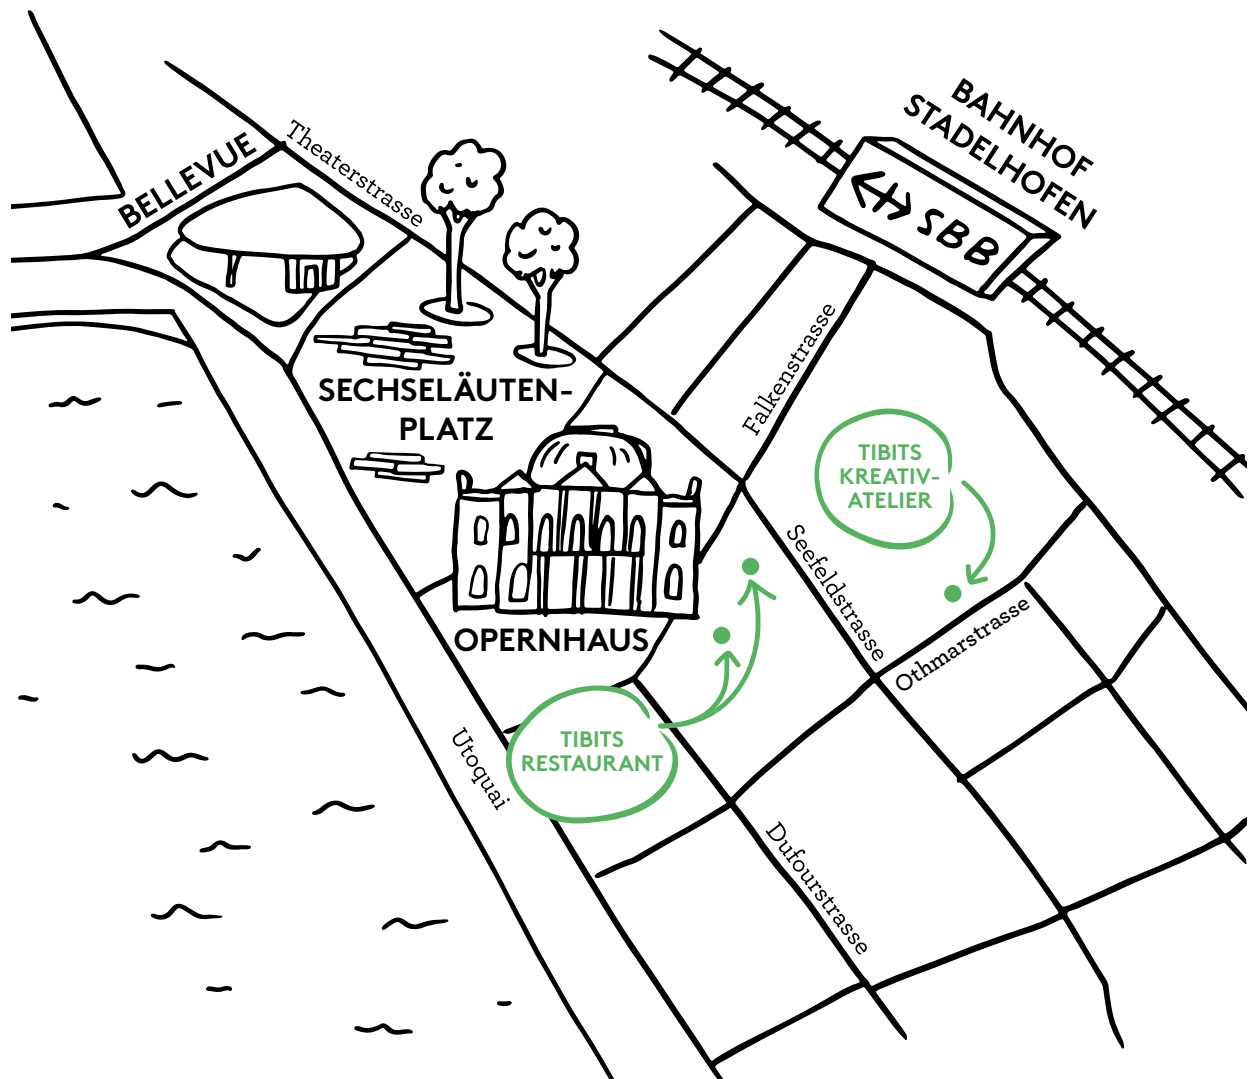 BAHNHOF
STADELHOFEN
SBB
BELLEVUE
Theaterstrasse
SECHSELÄUTEN-
PLATZ
Falkenstrasse
TIBITS
KREATIV-
ATELIER
Seefeldstrasse
OPERNHAUS
Othmarstrasse
TIBITS
RESTAURANT
Utoquai
Dufourstrasse